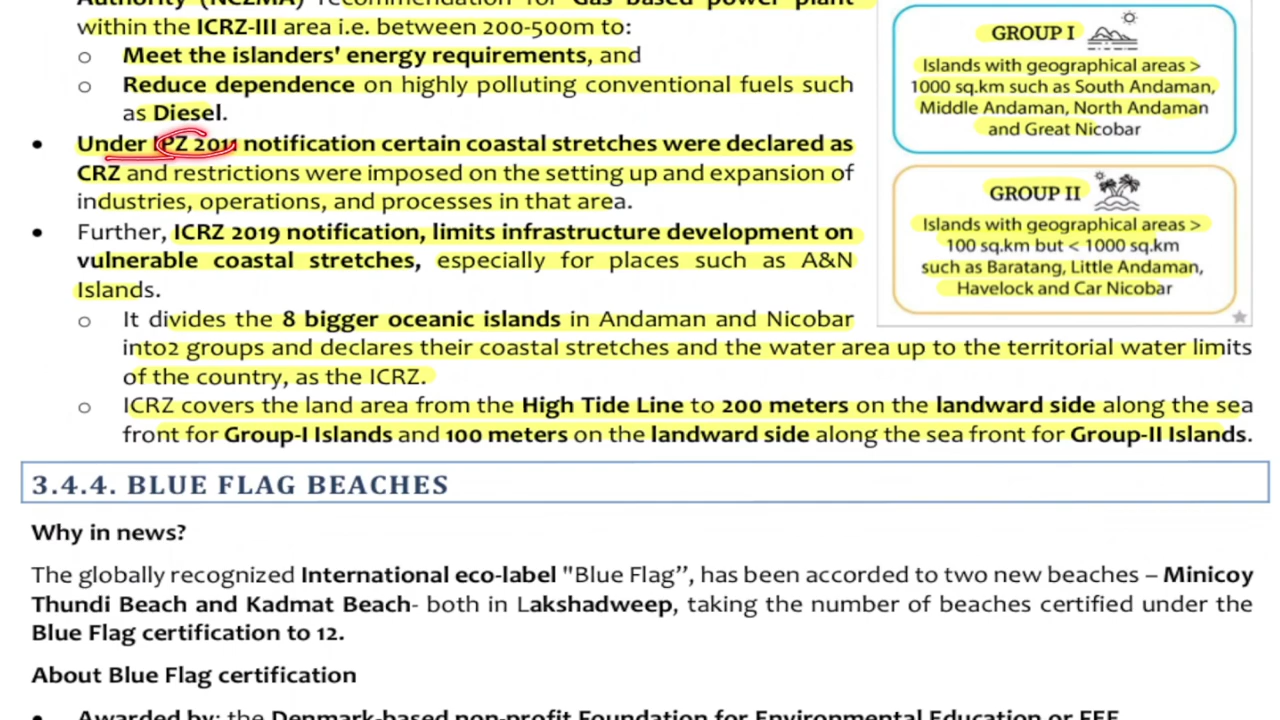 Authority (NCZMA) recommendation for Gas based power plant
within the ICRZ-III area i.e. between 200-500m to:
o Meet the islanders' energy requirements, and
o Reduce dependence on highly polluting conventional fuels such
as Diesel.
• Under IPZ 2011 notification certain coastal stretches were declared as
CRZ and restrictions were imposed on the setting up and expansion of
industries, operations, and processes in that area.
• Further, ICRZ 2019 notification, limits infrastructure development on
vulnerable coastal stretches, especially for places such as A&N
Islands.
o It divides the 8 bigger oceanic islands in Andaman and Nicobar
into2 groups and declares their coastal stretches and the water area up to the territorial water limits
of the country, as the ICRZ.
o ICRZ covers the land area from the High Tide Line to 200 meters on the landward side along the sea
front for Group-I Islands and 100 meters on the landward side along the sea front for Group-II Islands.
GROUP I
Islands with geographical areas >
1000 sq.km such as South Andaman,
Middle Andaman, North Andaman
and Great Nicobar
GROUP II
Islands with geographical areas >
100 sq.km but < 1000 sq.km
such as Baratang, Little Andaman,
Havelock and Car Nicobar
3.4.4. BLUE FLAG BEACHES
Why in news?
The globally recognized International eco-label "Blue Flag”, has been accorded to two new beaches – Minicoy
Thundi Beach and Kadmat Beach- both in Lakshadweep, taking the number of beaches certified under the
Blue Flag certification to 12.
About Blue Flag certification
• Awarded by: the Denmark-based non-profit Foundation for Environmental Education or FEE